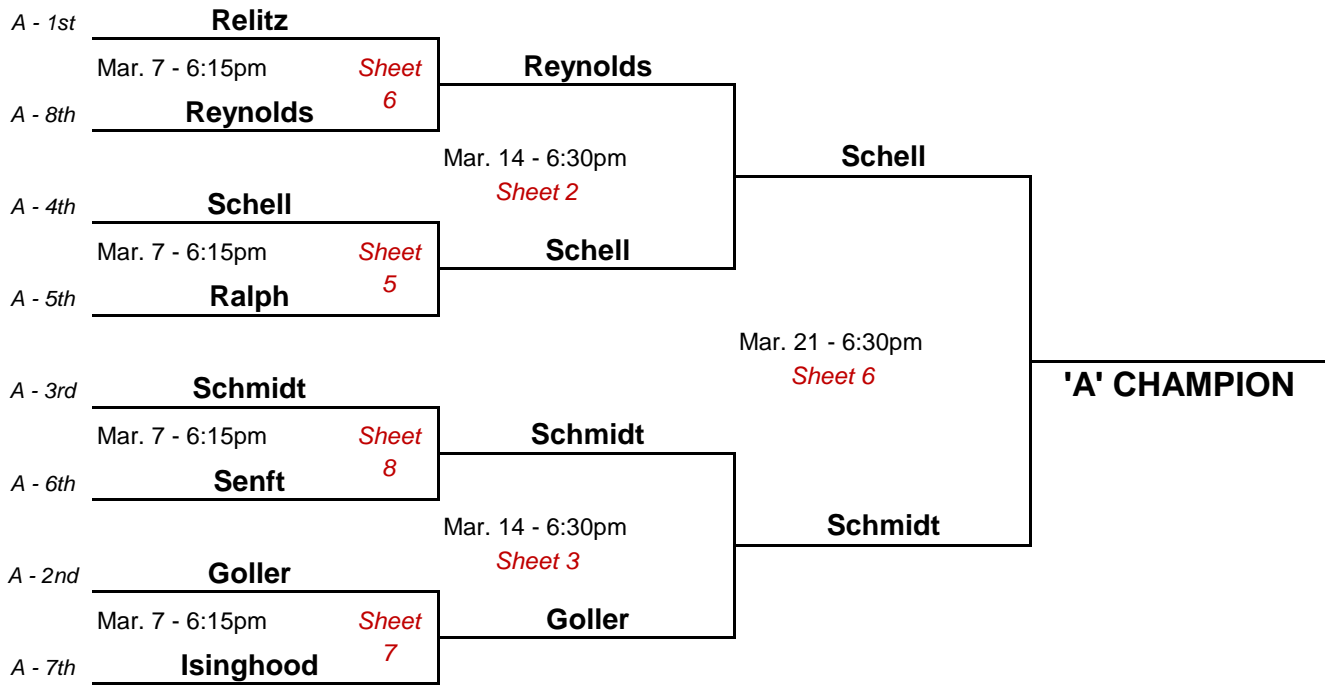 A - 1st Relitz
Mar. 7 - 6:15pm Sheet 6
A - 8th Reynolds
Reynolds
Mar. 14 - 6:30pm
Sheet 2
A - 4th Schell
Mar. 7 - 6:15pm Sheet 5
A - 5th Ralph
Schell
Schell
Mar. 21 - 6:30pm
Sheet 6
'A' CHAMPION
A - 3rd Schmidt
Mar. 7 - 6:15pm Sheet 8
A - 6th Senft
Schmidt
Mar. 14 - 6:30pm
Sheet 3
Schmidt
A - 2nd Goller
Mar. 7 - 6:15pm Sheet 7
A - 7th Isinghood
Goller